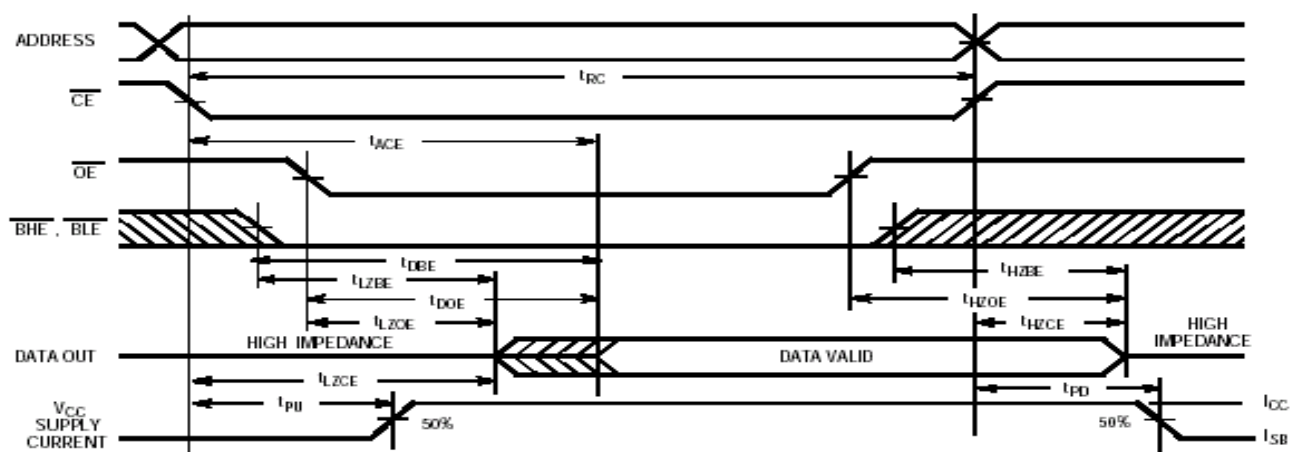 ADDRESS
tRC
CE
tACE
OE
BHE , BLE
tDBE
tLZBE
tHZBE
tDOE
tHZOE
tLZOE
tHZCE
HIGH IMPEDANCE
HIGH
IMPEDANCE
DATA OUT
DATA VALID
tLZCE
tPU
tPD
VCC
SUPPLY
CURRENT
50%
50%
ICC
ISB